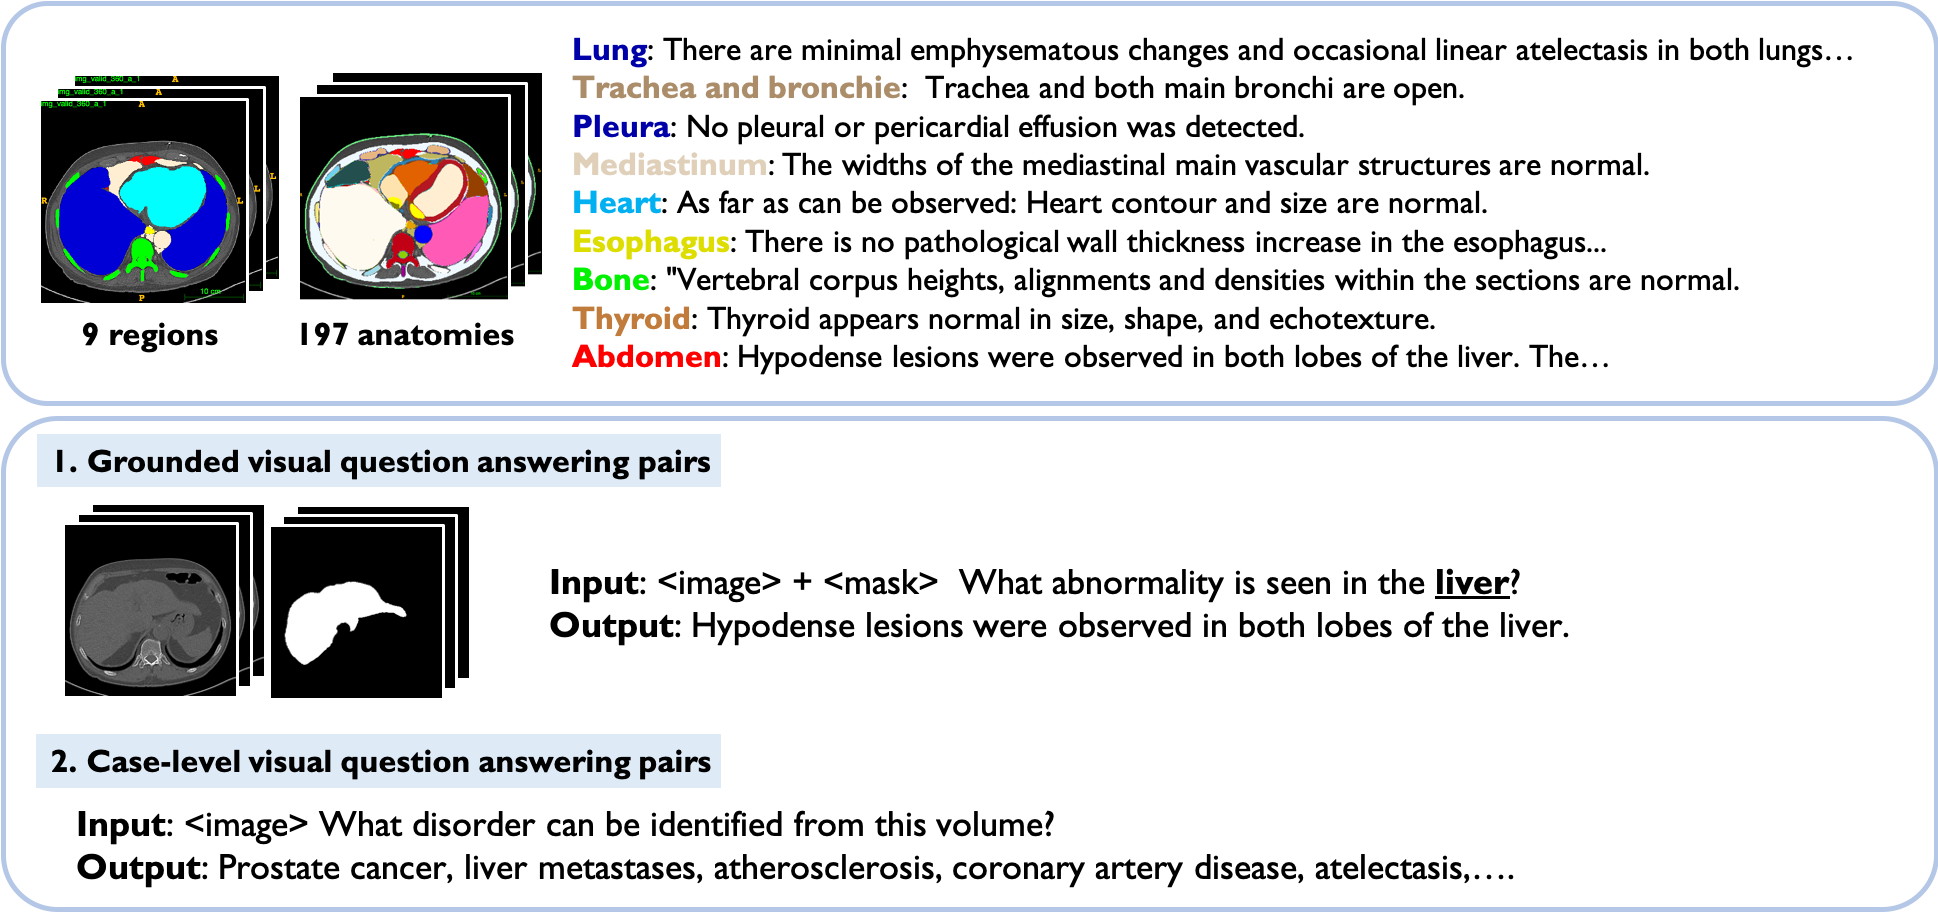 img_valid_360_a_1
A
img_valid_360_a_1
A
img_valid_360_a_1
A
R
L
L
P
10 cm
9 regions
197 anatomies
Lung: There are minimal emphysematous changes and occasional linear atelectasis in both lungs…
Trachea and bronchie: Trachea and both main bronchi are open.
Pleura: No pleural or pericardial effusion was detected.
Mediastinum: The widths of the mediastinal main vascular structures are normal.
Heart: As far as can be observed: Heart contour and size are normal.
Esophagus: There is no pathological wall thickness increase in the esophagus...
Bone: "Vertebral corpus heights, alignments and densities within the sections are normal.
Thyroid: Thyroid appears normal in size, shape, and echotexture.
Abdomen: Hypodense lesions were observed in both lobes of the liver. The…
1. Grounded visual question answering pairs
Input: <image> + <mask> What abnormality is seen in the liver?
Output: Hypodense lesions were observed in both lobes of the liver.
2. Case-level visual question answering pairs
Input: <image> What disorder can be identified from this volume?
Output: Prostate cancer, liver metastases, atherosclerosis, coronary artery disease, atelectasis,….